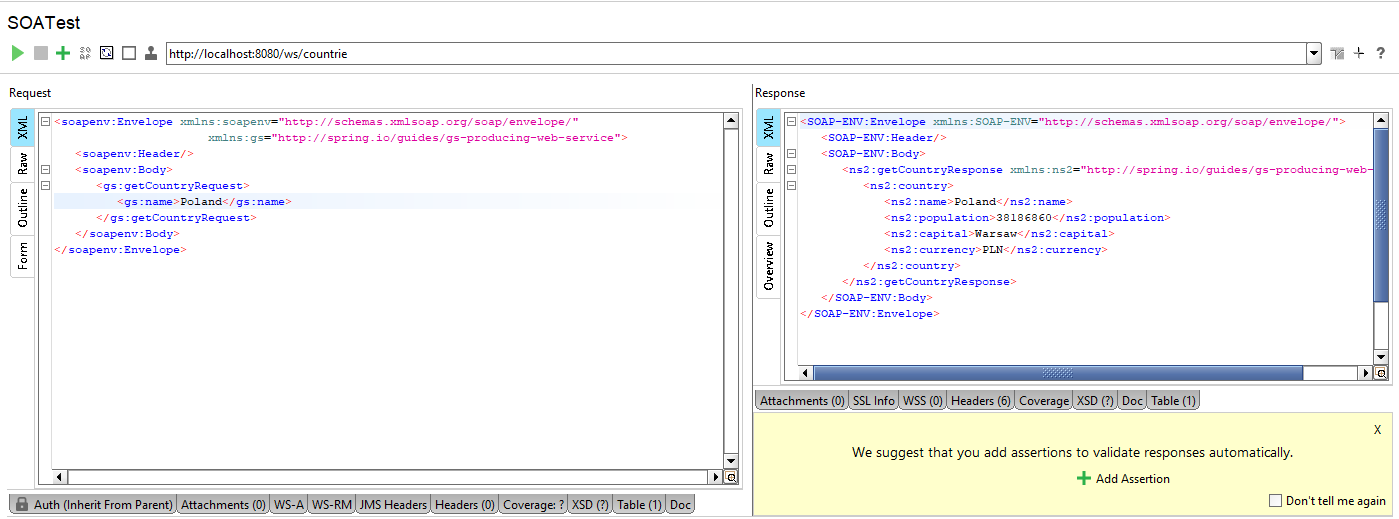 SOATest
http://localhost:8080/ws/countrie
?
Request
XML
Raw
Outline
Form
<soapenv:Envelope xmlns:soapenv="http://schemas.xmlsoap.org/soap/envelope/"
xmlns:gs="http://spring.io/guides/gs-producing-web-service">
<soapenv:Header/>
<soapenv:Body>
<gs:getCountryRequest>
<gs:name>Poland</gs:name>
</gs:getCountryRequest>
</soapenv:Body>
</soapenv:Envelope>
Auth (Inherit From Parent) Attachments (0) WS-A WS-RM JMS Headers Headers (0) Coverage: ? XSD (?) Table (1) Doc
Response
XML
Raw
Outline
Overview
<SOAP-ENV:Envelope xmlns:SOAP-ENV="http://schemas.xmlsoap.org/soap/envelope/">
<SOAP-ENV:Header/>
<SOAP-ENV:Body>
<ns2:getCountryResponse xmlns:ns2="http://spring.io/guides/gs-producing-web-
<ns2:country>
<ns2:name>Poland</ns2:name>
<ns2:population>38186860</ns2:population>
<ns2:capital>Warsaw</ns2:capital>
<ns2:currency>PLN</ns2:currency>
</ns2:country>
</ns2:getCountryResponse>
</SOAP-ENV:Body>
</SOAP-ENV:Envelope>
Attachments (0) SSL Info WSS (0) Headers (6) Coverage XSD (?) Doc Table (1)
X
We suggest that you add assertions to validate responses automatically.
Add Assertion
Don't tell me again